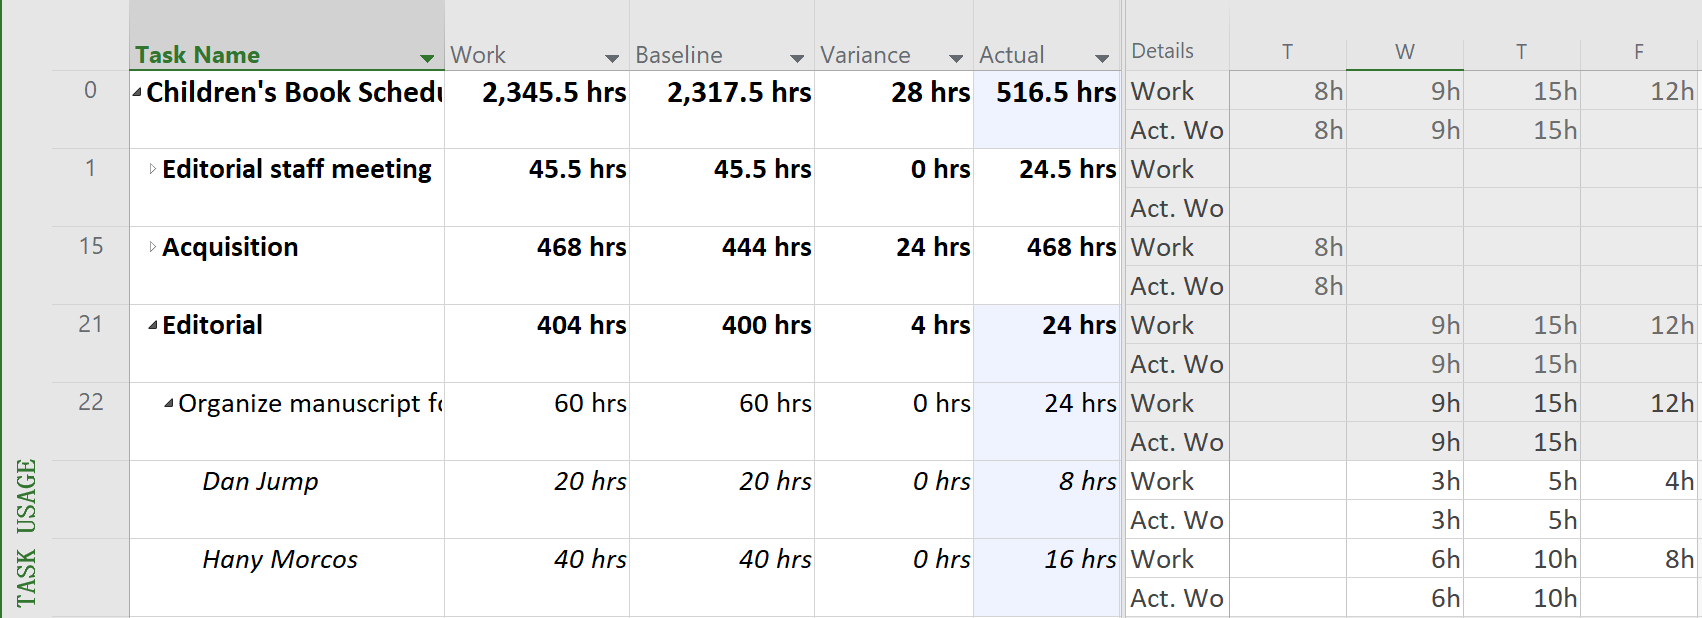 Task Name Work Baseline Variance Actual Details T W T F
0 Children's Book Schedu 2,345.5 hrs 2,317.5 hrs 28 hrs 516.5 hrs Work 8h 9h 15h 12h
Act. Wo 8h 9h 15h
1 Editorial staff meeting 45.5 hrs 45.5 hrs 0 hrs 24.5 hrs Work
Act. Wo
15 Acquisition 468 hrs 444 hrs 24 hrs 468 hrs Work 8h
Act. Wo 8h
21 Editorial 404 hrs 400 hrs 4 hrs 24 hrs Work 9h 15h 12h
Act. Wo 9h 15h
22 Organize manuscript fo 60 hrs 60 hrs 0 hrs 24 hrs Work 9h 15h 12h
Act. Wo 9h 15h
Dan Jump 20 hrs 20 hrs 0 hrs 8 hrs Work 3h 5h 4h
Act. Wo 3h 5h
Hany Morcos 40 hrs 40 hrs 0 hrs 16 hrs Work 6h 10h 8h
Act. Wo 6h 10h
TASK USAGE